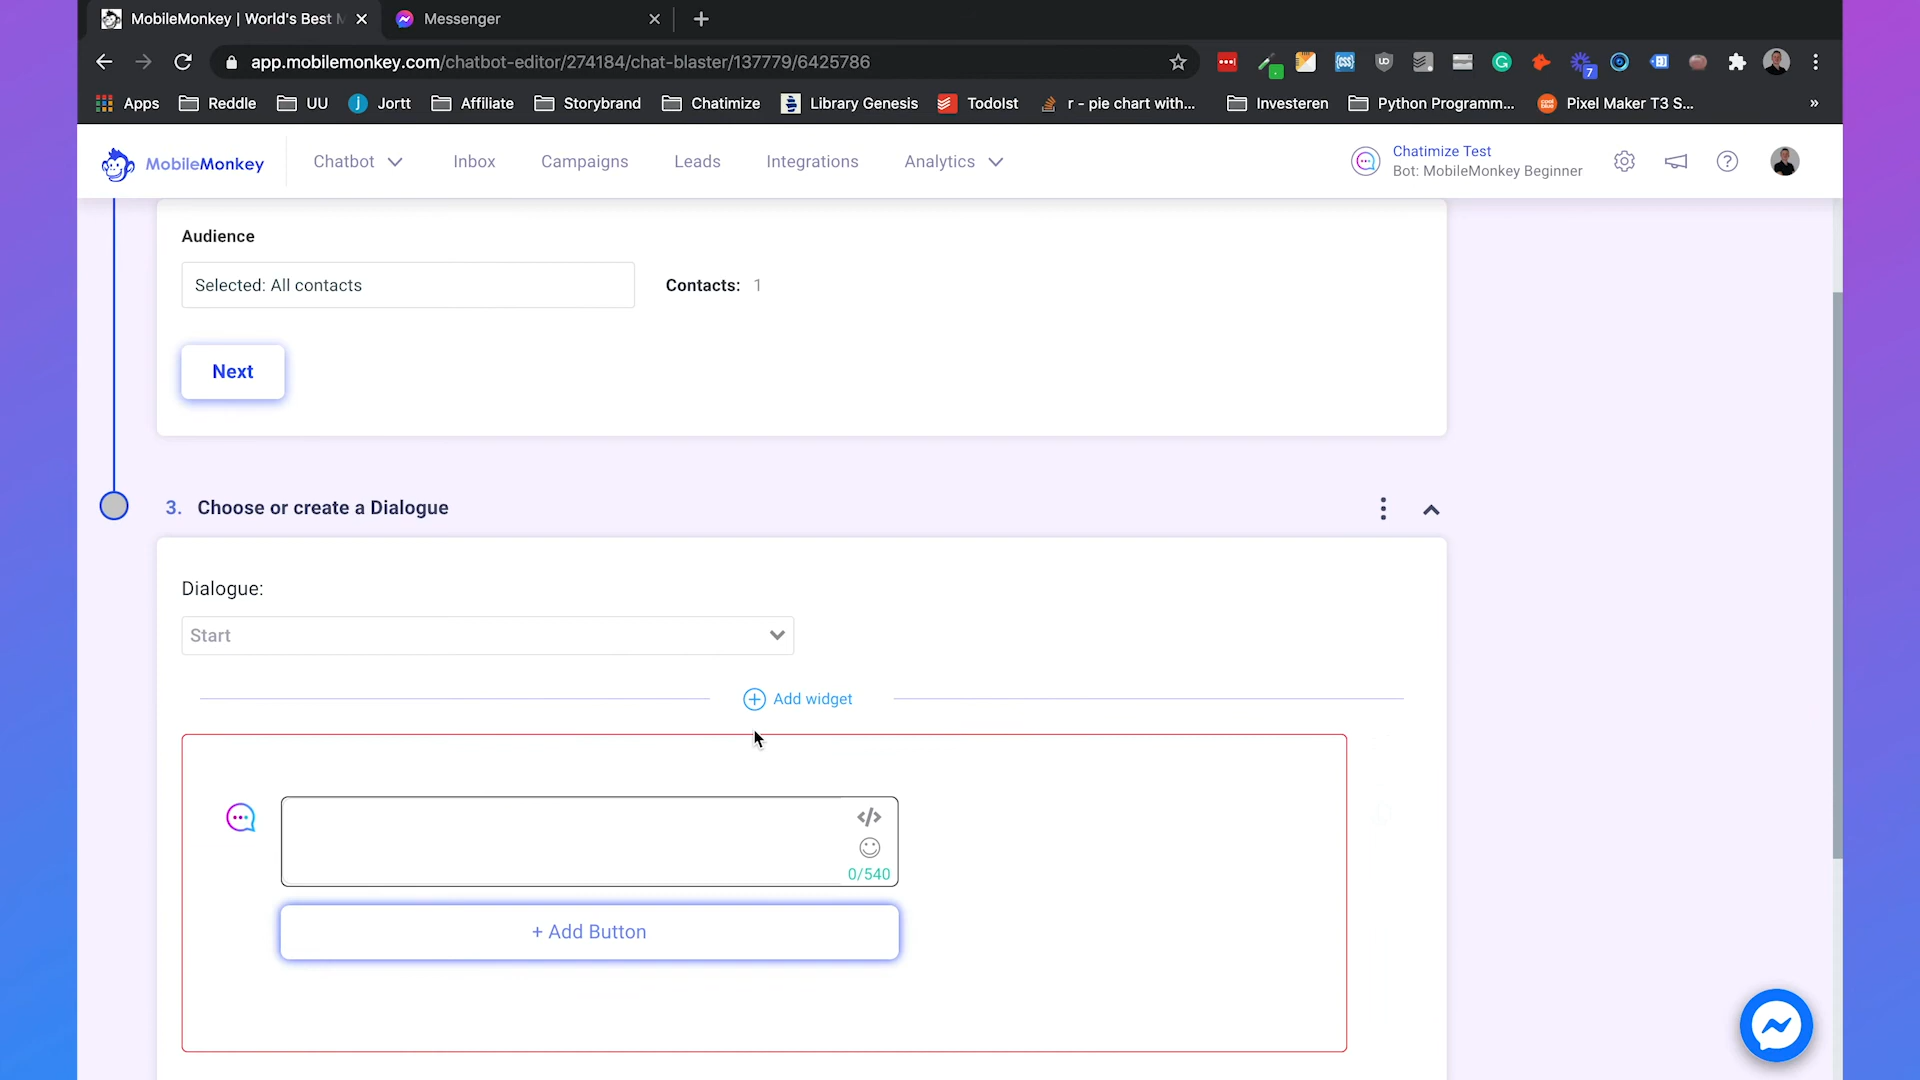 MobileMonkey | World's Best M
Messenger
app.mobilemonkey.com/chatbot-editor/274184/chat-blaster/137779/6425786
7
Apps
Reddle
UU
Jortt
Affiliate
Storybrand
Chatimize
Library Genesis
TodoIst
r - pie chart with...
Investeren
Python Programm...
Pixel Maker T3 S...
»
MobileMonkey
Chatbot
Inbox
Campaigns
Leads
Integrations
Analytics
Chatimize Test
Bot: MobileMonkey Beginner
Audience
Selected: All contacts
Contacts: 1
Next
3. Choose or create a Dialogue
Dialogue:
Start
Add widget
</>
0/540
+ Add Button